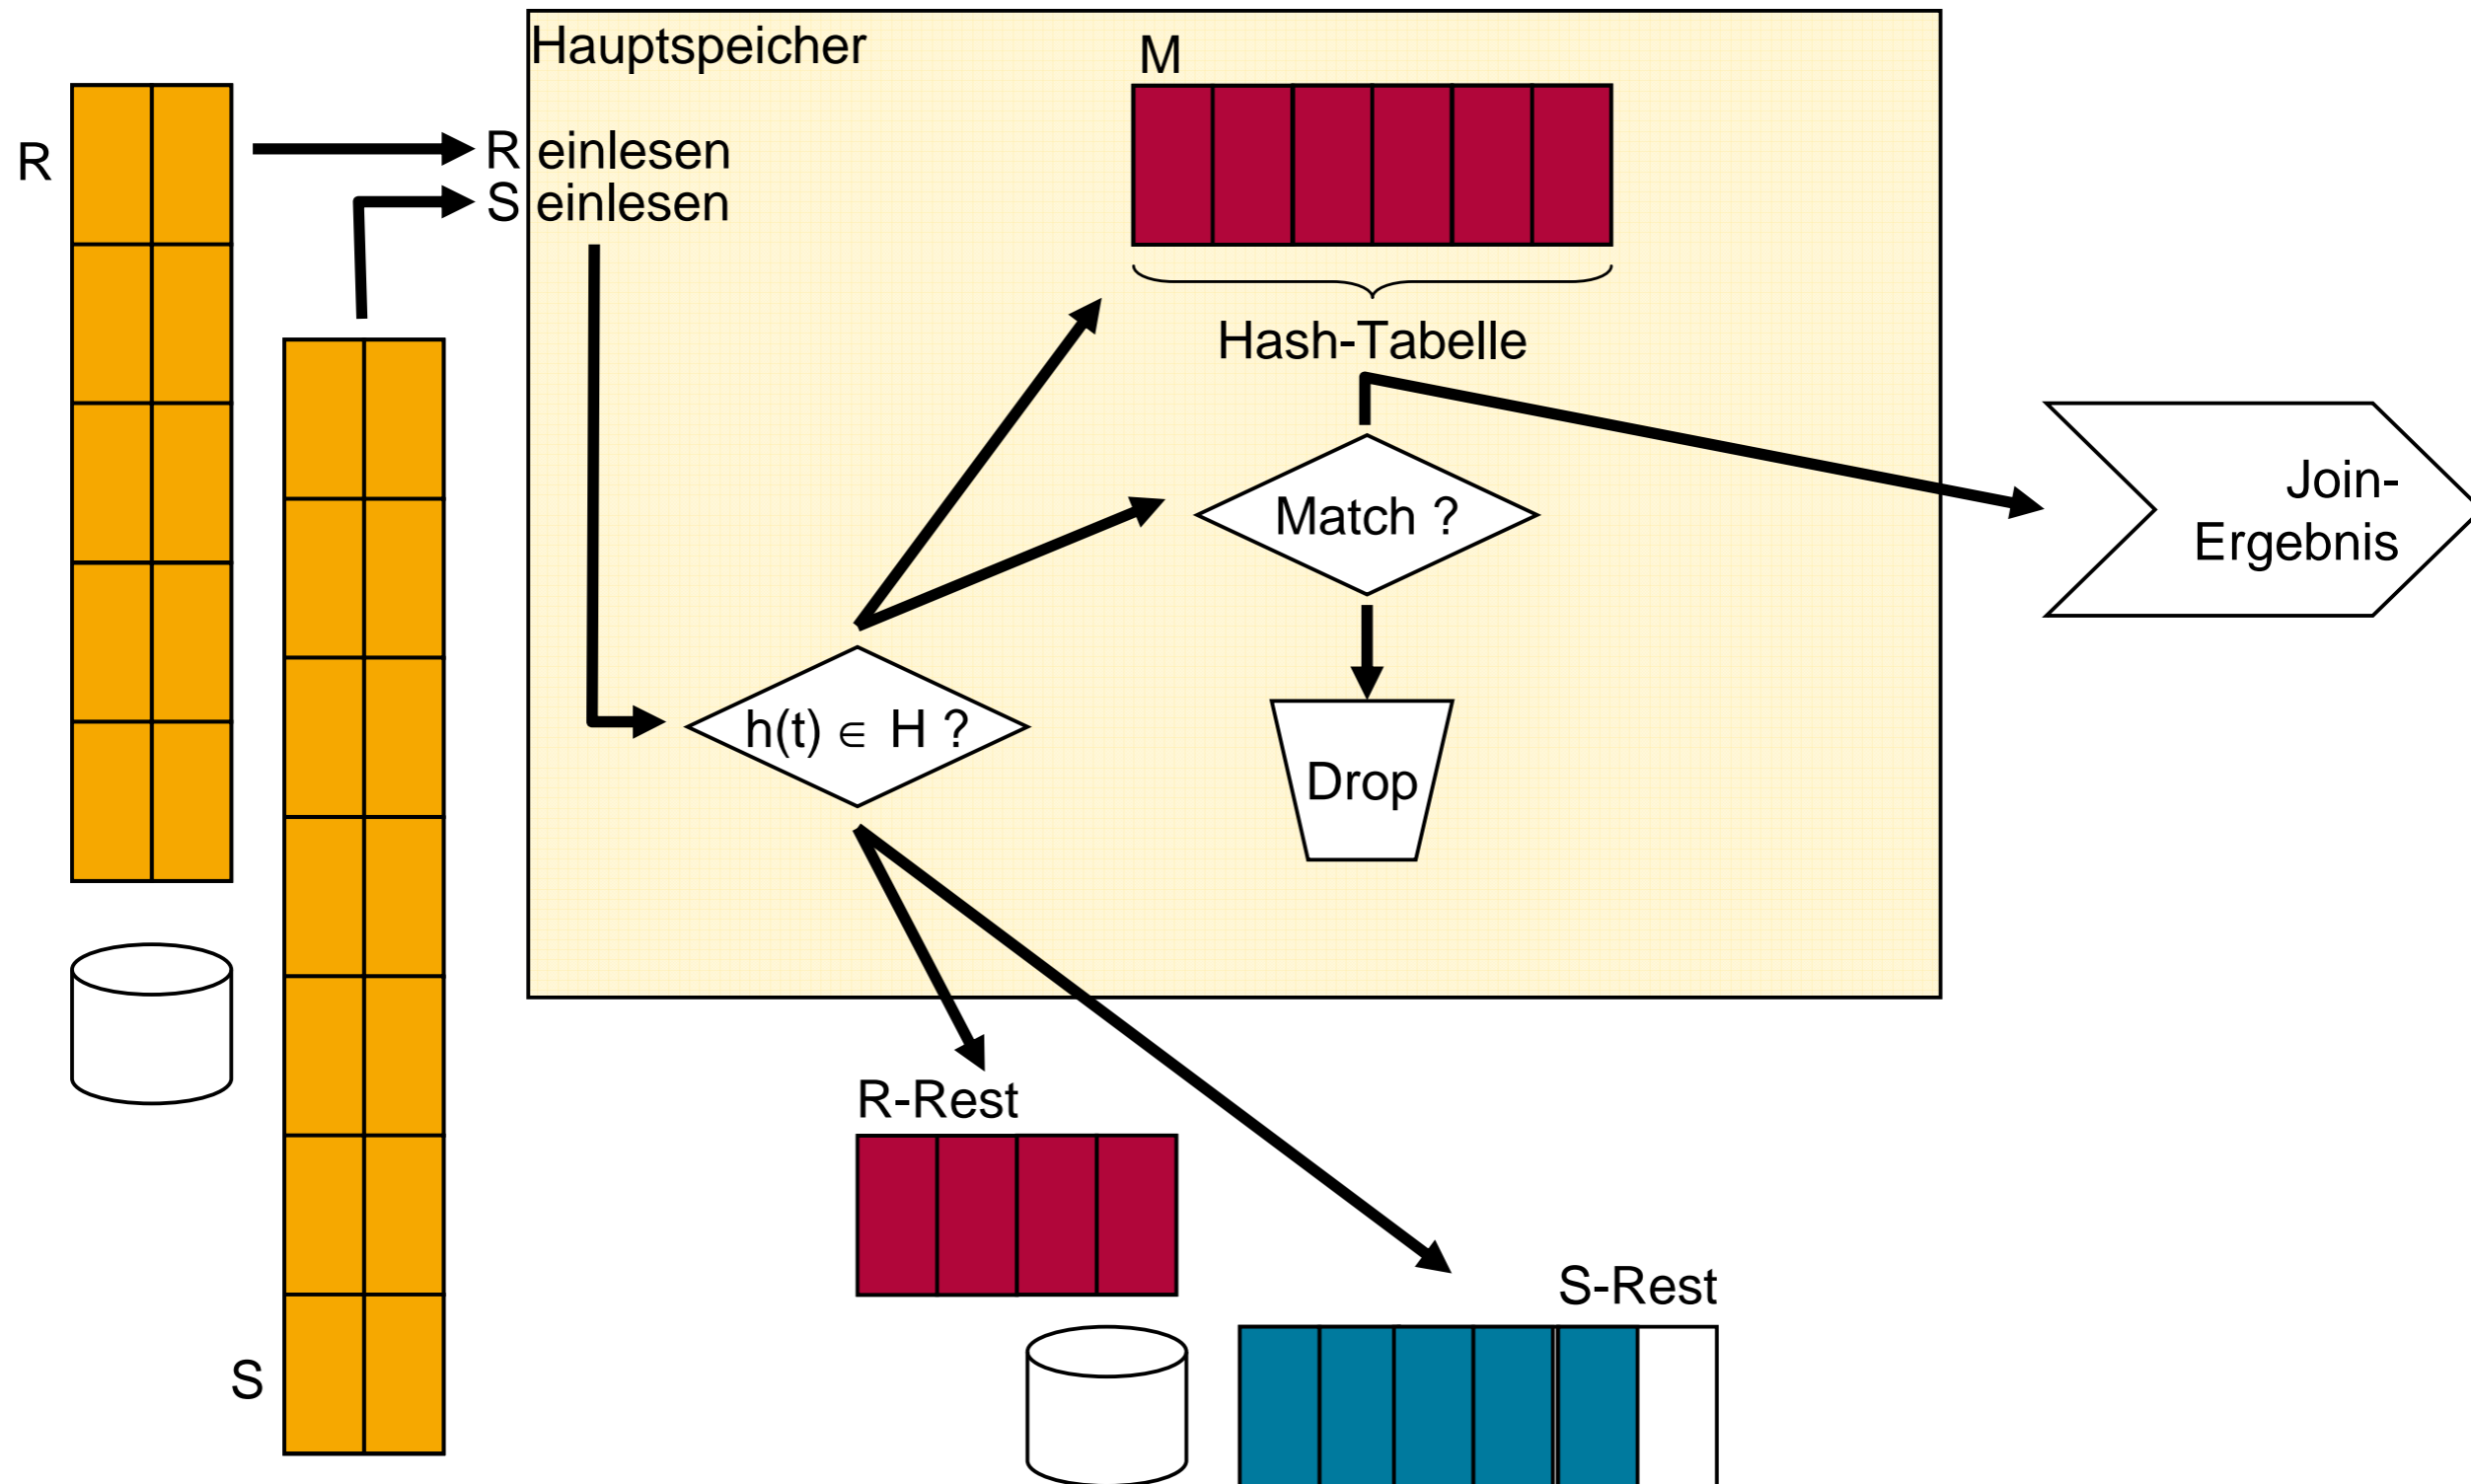 Hauptspeicher
M
R
R einlesen
S einlesen
Hash-Tabelle
Match ?
Join-
Ergebnis
h(t) ∈ H ?
Drop
R-Rest
S-Rest
S